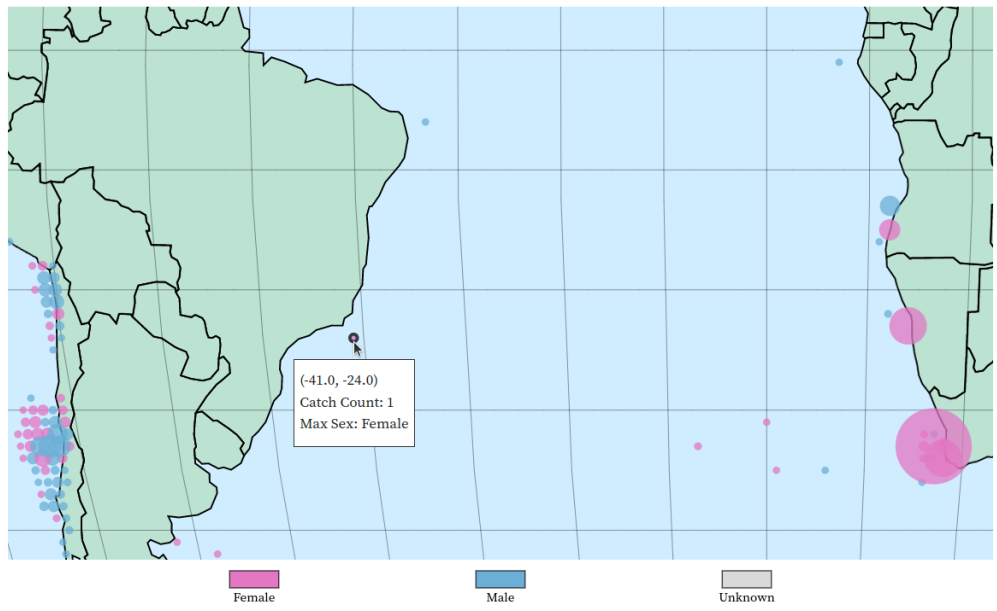 (-41.0, -24.0)
Catch Count: 1
Max Sex: Female
Female
Male
Unknown